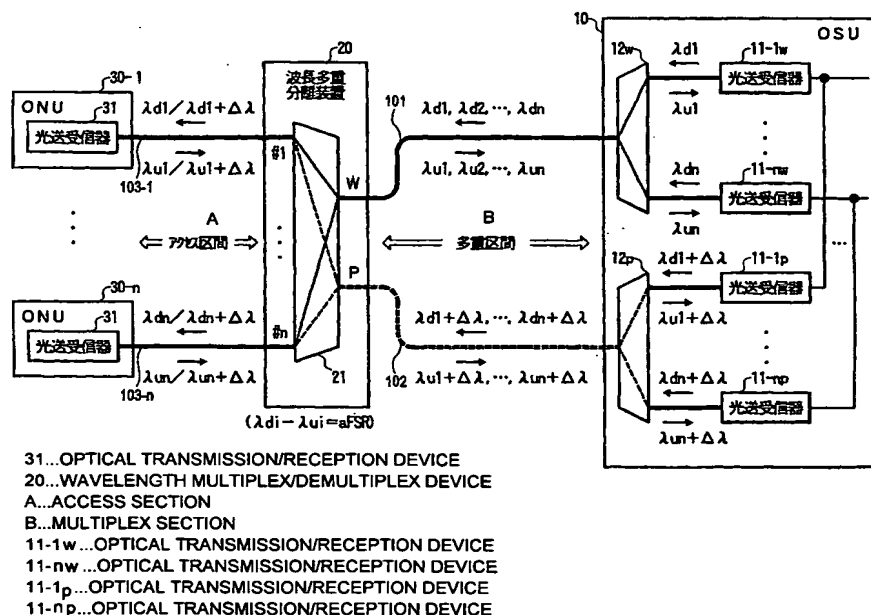 10
OSU
20
12w
11-1w
λd1
光送受信器
λu1
30-1
ONU
31
光送受信器
λd1/λd1+Δλ
λu1/λu1+Δλ
103-1
波長多重
分離装置
#1
W
101
λd1, λd2, ⋯, λdn
λu1, λu2, ⋯, λun
λdn
11-nw
光送受信器
λun
A
アクセス区間
B
多重区間
P
12p
λd1+Δλ
11-1p
光送受信器
λu1+Δλ
30-n
ONU
31
光送受信器
λdn/λdn+Δλ
λun/λun+Δλ
103-n
#n
21
102
λd1+Δλ, ⋯, λdn+Δλ
λu1+Δλ, ⋯, λun+Δλ
λdn+Δλ
11-np
光送受信器
λun+Δλ
(λdi−λui=aFSR)
31...OPTICAL TRANSMISSION/RECEPTION DEVICE
20...WAVELENGTH MULTIPLEX/DEMULTIPLEX DEVICE
A...ACCESS SECTION
B...MULTIPLEX SECTION
11-1w...OPTICAL TRANSMISSION/RECEPTION DEVICE
11-nw...OPTICAL TRANSMISSION/RECEPTION DEVICE
11-1p...OPTICAL TRANSMISSION/RECEPTION DEVICE
11-np...OPTICAL TRANSMISSION/RECEPTION DEVICE